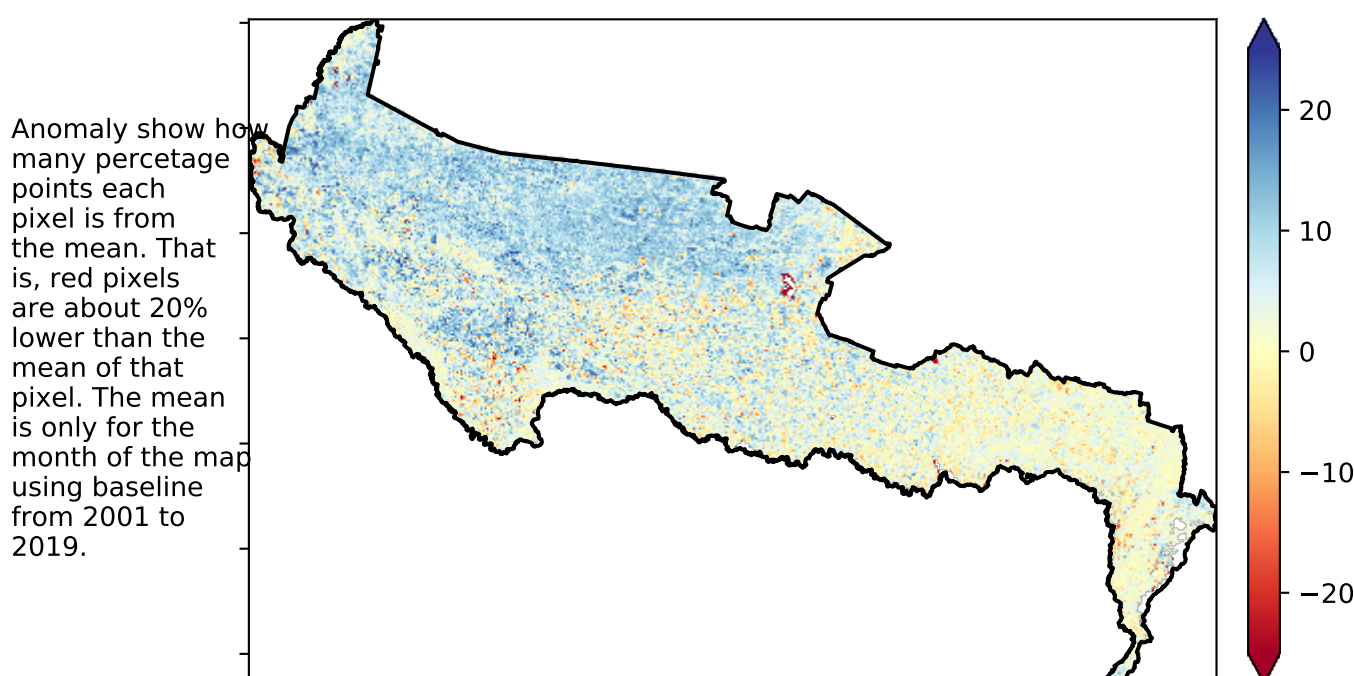 Anomaly show how
many percetage
points each
pixel is from
the mean. That
is, red pixels
are about 20%
lower than the
mean of that
pixel. The mean
is only for the
month of the map
using baseline
from 2001 to
2019.
20
10
0
−10
−20